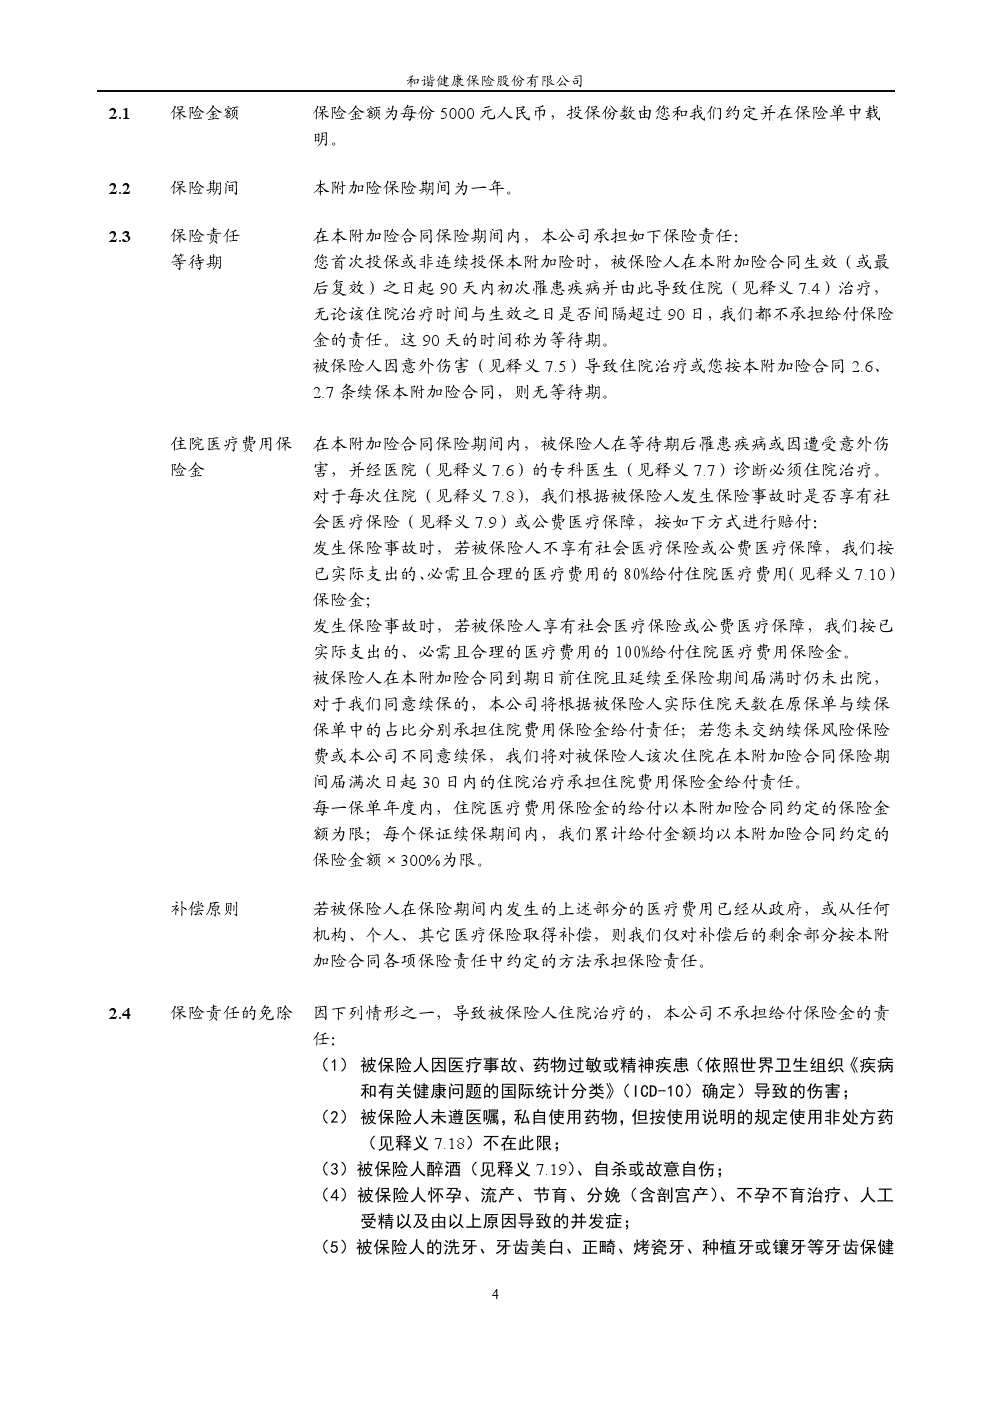 和谐健康保险股份有限公司
2.1 保险金额 保险金额为每份 5000 元人民币，投保份数由您和我们约定并在保险单中载
明。
2.2 保险期间 本附加险保险期间为一年。
2.3 保险责任 在本附加险合同保险期间内，本公司承担如下保险责任：
等待期 您首次投保或非连续投保本附加险时，被保险人在本附加险合同生效（或最
后复效）之日起 90 天内初次罹患疾病并由此导致住院（见释义 7.4）治疗，
无论该住院治疗时间与生效之日是否间隔超过 90 日，我们都不承担给付保险
金的责任。这 90 天的时间称为等待期。
被保险人因意外伤害（见释义 7.5）导致住院治疗或您按本附加险合同 2.6、
2.7 条续保本附加险合同，则无等待期。
住院医疗费用保 在本附加险合同保险期间内，被保险人在等待期后罹患疾病或因遭受意外伤
险金 害，并经医院（见释义 7.6）的专科医生（见释义 7.7）诊断必须住院治疗。
对于每次住院（见释义 7.8），我们根据被保险人发生保险事故时是否享有社
会医疗保险（见释义 7.9）或公费医疗保障，按如下方式进行赔付：
发生保险事故时，若被保险人不享有社会医疗保险或公费医疗保障，我们按
已实际支出的、必需且合理的医疗费用的 80%给付住院医疗费用（见释义 7.10）
保险金；
发生保险事故时，若被保险人享有社会医疗保险或公费医疗保障，我们按已
实际支出的、必需且合理的医疗费用的 100%给付住院医疗费用保险金。
被保险人在本附加险合同到期日前住院且延续至保险期间届满时仍未出院，
对于我们同意续保的，本公司将根据被保险人实际住院天数在原保单与续保
保单中的占比分别承担住院费用保险金给付责任；若您未交纳续保风险保险
费或本公司不同意续保，我们将对被保险人该次住院在本附加险合同保险期
间届满次日起 30 日内的住院治疗承担住院费用保险金给付责任。
每一保单年度内，住院医疗费用保险金的给付以本附加险合同约定的保险金
额为限；每个保证续保期间内，我们累计给付金额均以本附加险合同约定的
保险金额×300%为限。
补偿原则 若被保险人在保险期间内发生的上述部分的医疗费用已经从政府，或从任何
机构、个人、其它医疗保险取得补偿，则我们仅对补偿后的剩余部分按本附
加险合同各项保险责任中约定的方法承担保险责任。
2.4 保险责任的免除 因下列情形之一，导致被保险人住院治疗的，本公司不承担给付保险金的责
任：
（1） 被保险人因医疗事故、药物过敏或精神疾患（依照世界卫生组织《疾病
和有关健康问题的国际统计分类》（ICD-10）确定）导致的伤害；
（2） 被保险人未遵医嘱，私自使用药物，但按使用说明的规定使用非处方药
（见释义 7.18）不在此限；
（3）被保险人醉酒（见释义 7.19）、自杀或故意自伤；
（4）被保险人怀孕、流产、节育、分娩（含剖宫产）、不孕不育治疗、人工
受精以及由以上原因导致的并发症；
（5）被保险人的洗牙、牙齿美白、正畸、烤瓷牙、种植牙或镶牙等牙齿保健
4